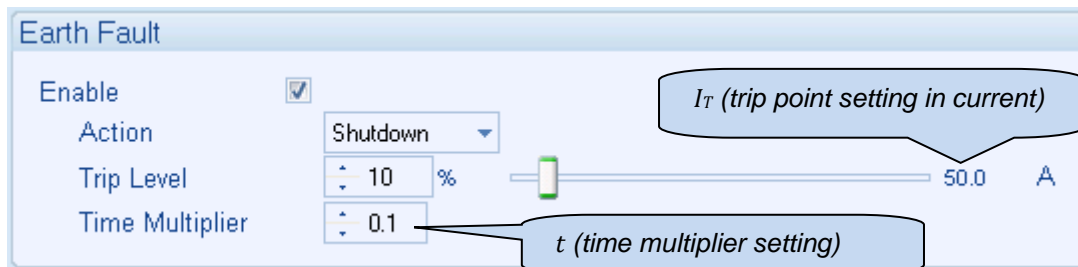 Earth Fault
Enable
I_T (trip point setting in current)
Action Shutdown
Trip Level 10 % 50.0 A
Time Multiplier 0.1
t (time multiplier setting)